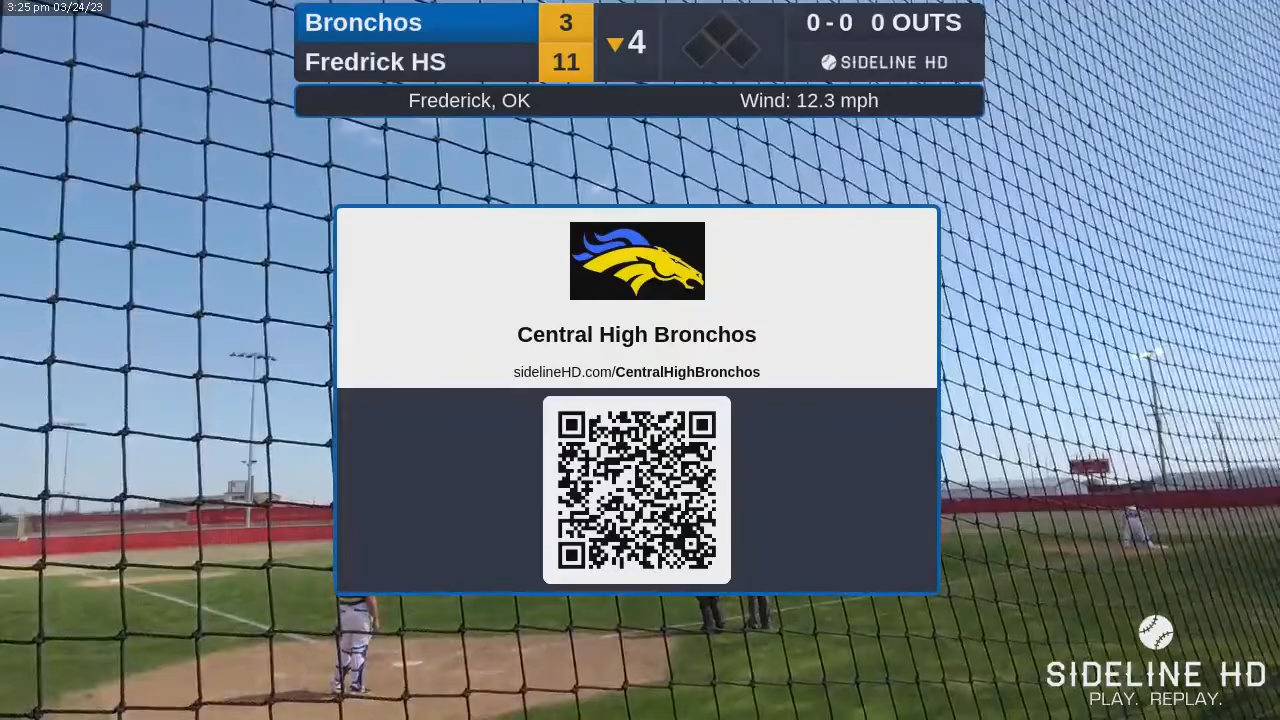 3:25 pm 03/24/23
Bronchos 3
Fredrick HS 11
▼4
0 - 0 0 OUTS
SIDELINE HD
Frederick, OK Wind: 12.3 mph
Central High Bronchos
sidelineHD.com/CentralHighBronchos
SIDELINE HD
PLAY. REPLAY.